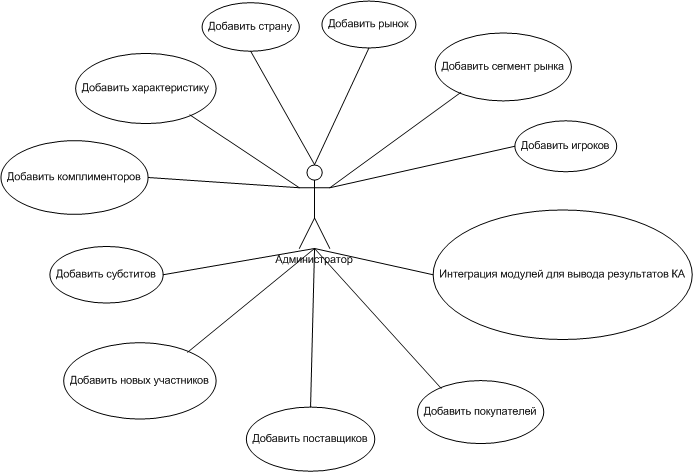 Добавить страну
Добавить рынок
Добавить сегмент рынка
Добавить характеристику
Добавить игроков
Добавить комплименторов
Администратор
Добавить субститов
Интеграция модулей для вывода результатов КА
Добавить новых участников
Добавить покупателей
Добавить поставщиков